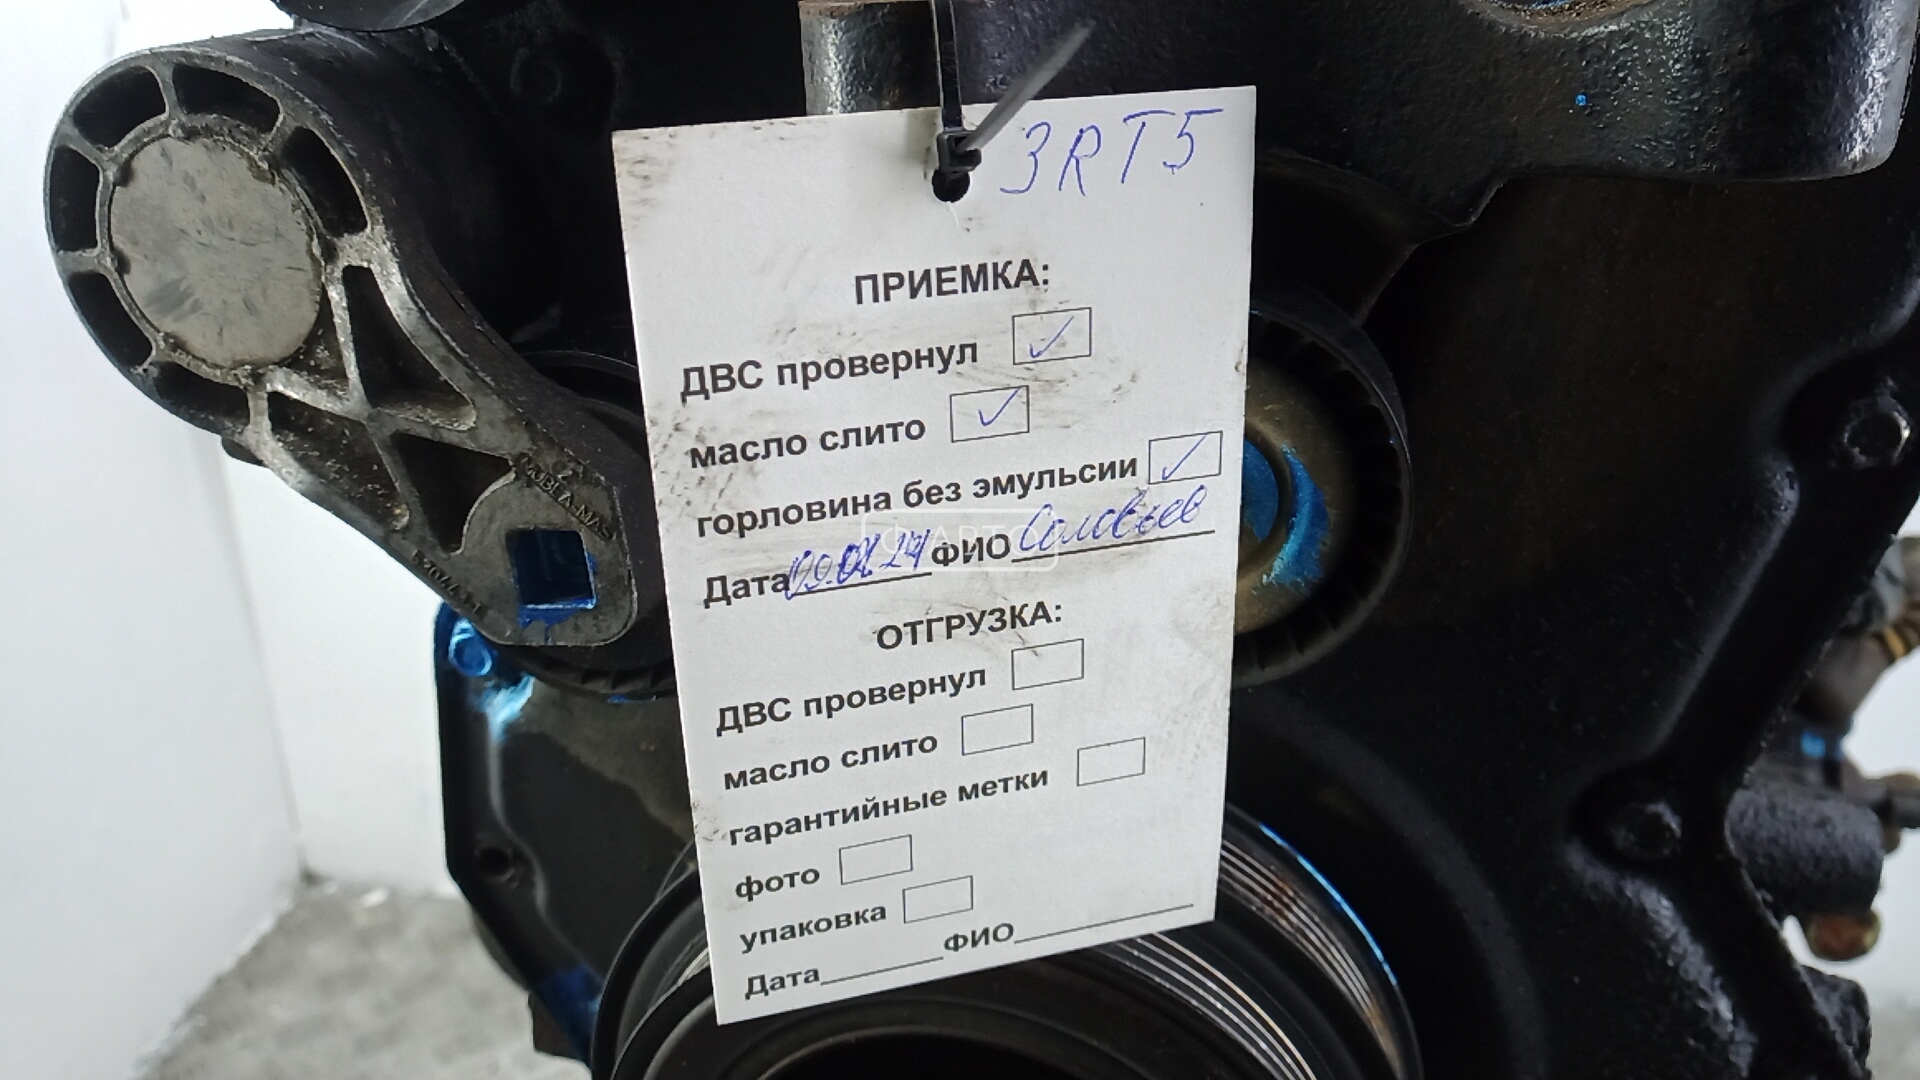 3RT5
ПРИЕМКА:
ДВС провернул
масло слито
горловина без эмульсии
Дата ФИО Соловьев
ОТГРУЗКА:
ДВС провернул
масло слито
гарантийные метки
фото
упаковка
Дата ФИО